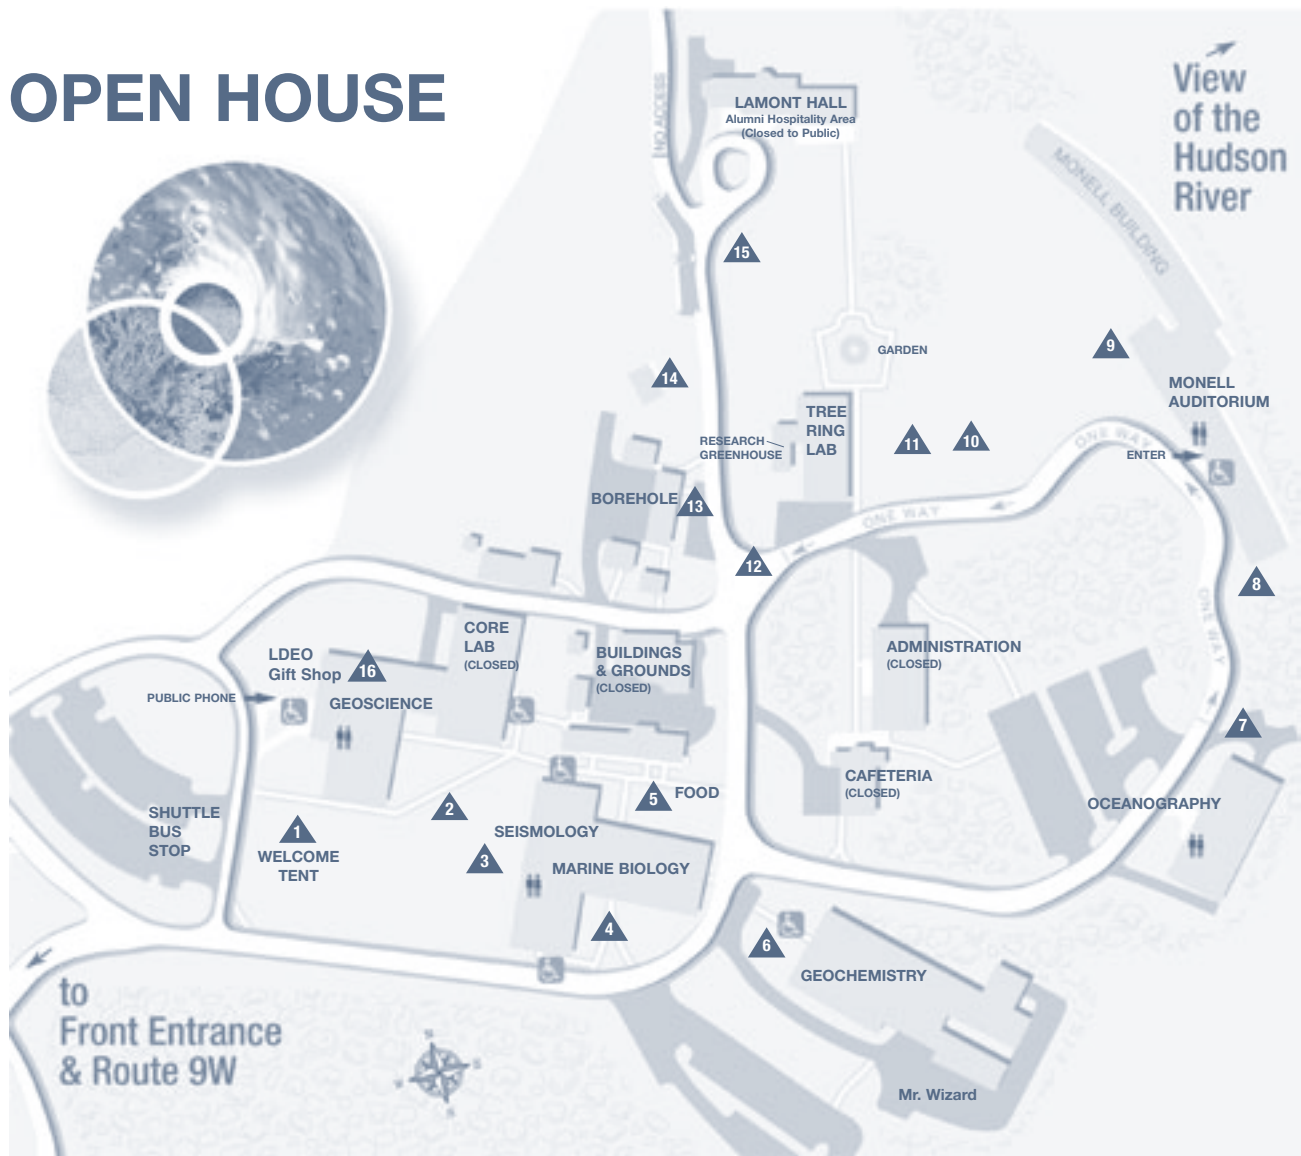 OPEN HOUSE
View
of the
Hudson
River
NO ACCESS
LAMONT HALL
Alumni Hospitality Area
(Closed to Public)
MONELL BUILDING
15
GARDEN
9
14
MONELL
AUDITORIUM
TREE
RING
LAB
RESEARCH
GREENHOUSE
11
10
ONE WAY
ENTER
BOREHOLE
13
ONE WAY
12
8
ONE WAY
CORE
LAB
(CLOSED)
BUILDINGS
& GROUNDS
(CLOSED)
ADMINISTRATION
(CLOSED)
LDEO
Gift Shop
16
PUBLIC PHONE
GEOSCIENCE
7
CAFETERIA
(CLOSED)
OCEANOGRAPHY
5
FOOD
2
SHUTTLE
BUS
STOP
1
WELCOME
TENT
SEISMOLOGY
3
MARINE BIOLOGY
4
6
GEOCHEMISTRY
to
Front Entrance
& Route 9W
Mr. Wizard